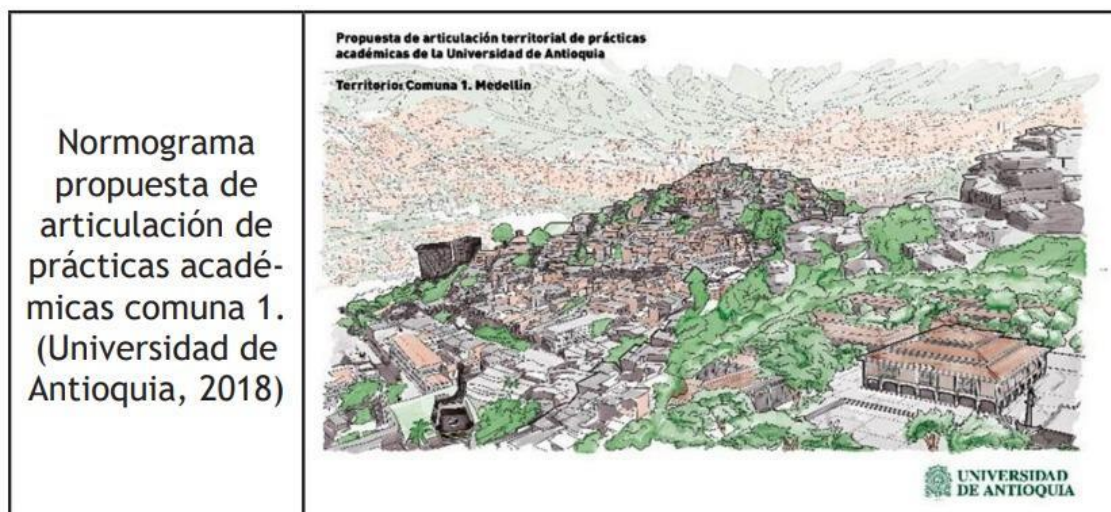 Normograma
propuesta de
articulación de
prácticas acadé-
micas comuna 1.
(Universidad de
Antioquia, 2018)
Propuesta de articulación territorial de prácticas
académicas de la Universidad de Antioquia
Territorio: Comuna 1. Medellín
UNIVERSIDAD
DE ANTIOQUIA